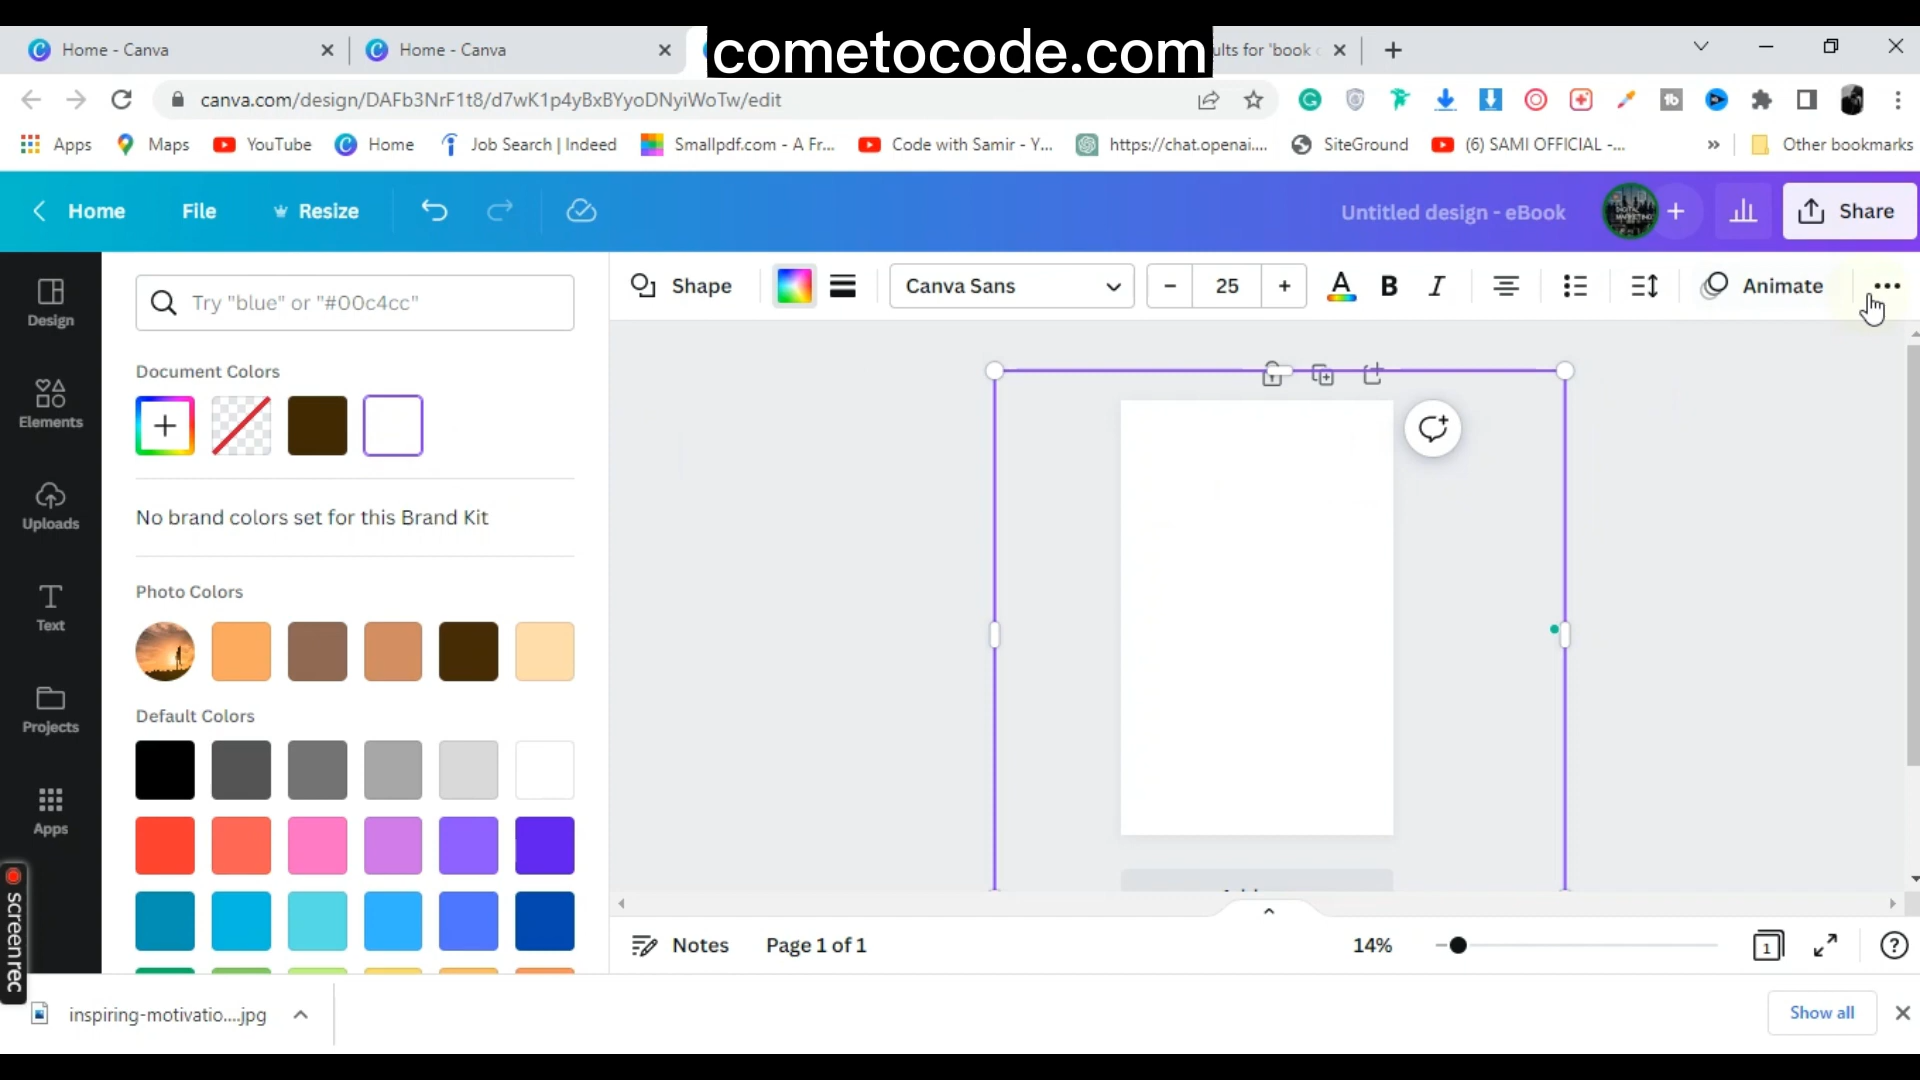 Home - Canva
Home - Canva
cometocode.com
ults for 'book c
canva.com/design/DAFb3NrF1t8/d7wK1p4yBxBYyoDNyiWoTw/edit
Apps
Maps
YouTube
Home
Job Search | Indeed
Smallpdf.com - A Fr...
Code with Samir - Y...
https://chat.openai....
SiteGround
(6) SAMI OFFICIAL -...
»
Other bookmarks
Home
File
Resize
Untitled design - eBook
Share
Design
Elements
Uploads
Text
Projects
Apps
Try "blue" or "#00c4cc"
Shape
Canva Sans
25
A
B
I
Animate
Document Colors
No brand colors set for this Brand Kit
Photo Colors
Default Colors
Notes
Page 1 of 1
14%
1
?
screenrec
inspiring-motivatio....jpg
Show all